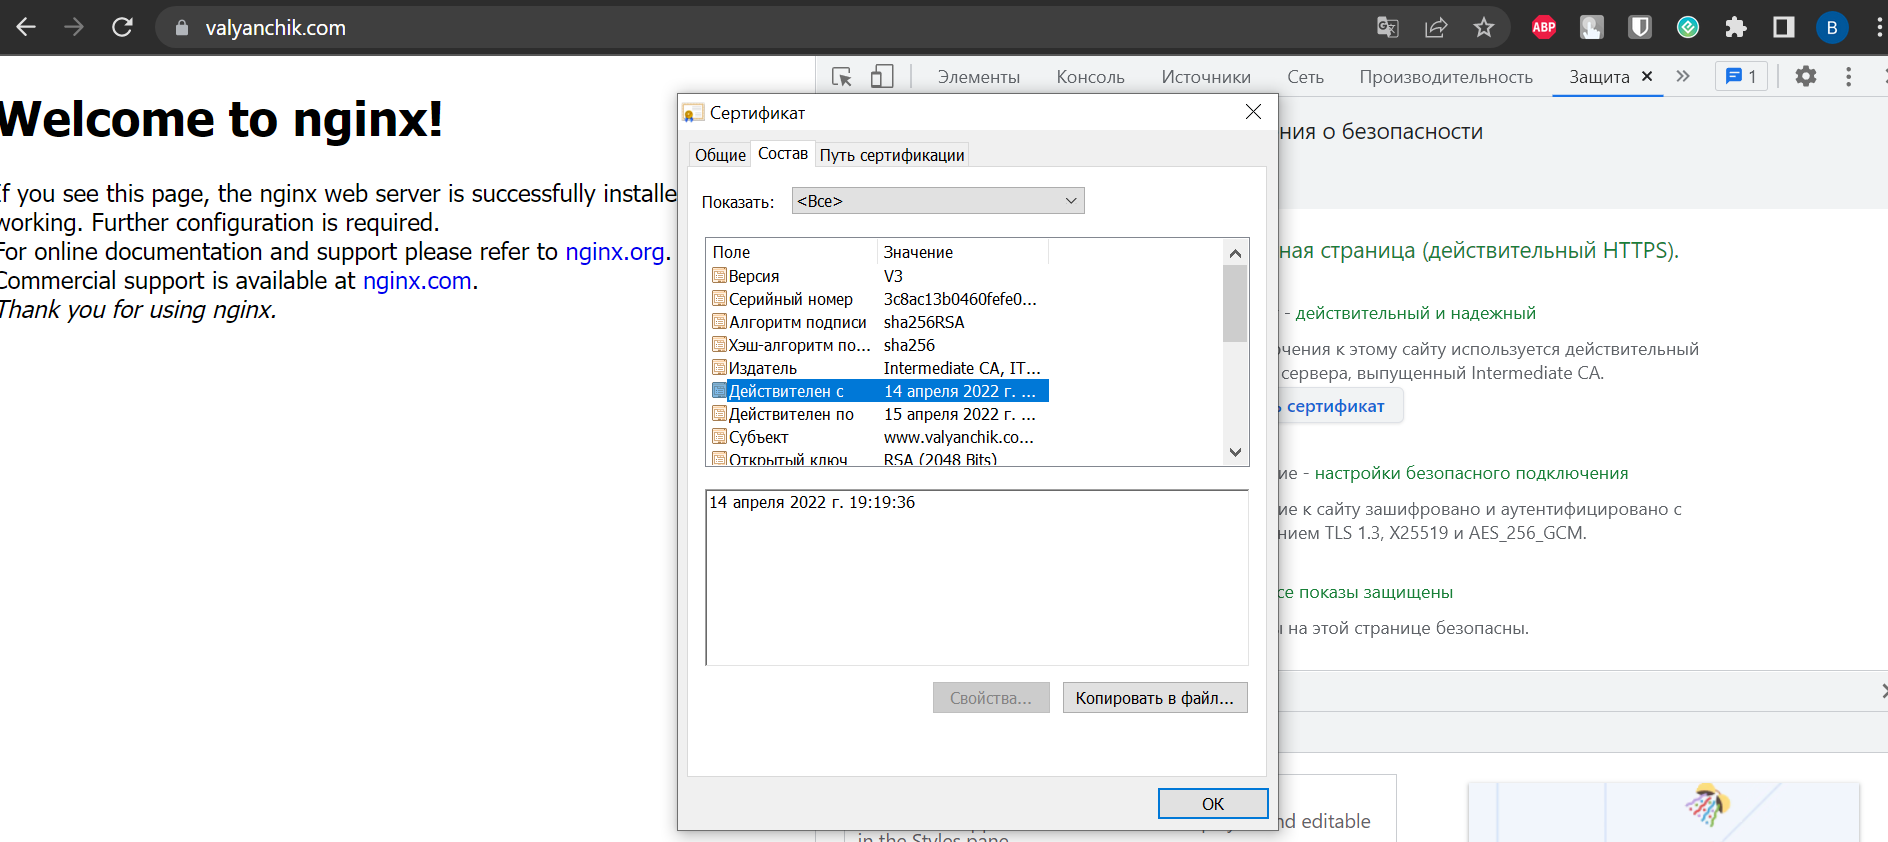 valyanchik.com
ABP
B
Welcome to nginx!
If you see this page, the nginx web server is successfully installe
working. Further configuration is required.
For online documentation and support please refer to nginx.org.
Commercial support is available at nginx.com.
Thank you for using nginx.
Элементы Консоль Источники Сеть Производительность Защита 1
Сертификат
Общие Состав Путь сертификации
Показать: <Все>
Поле Значение
Версия V3
Серийный номер 3c8ac13b0460fefe0...
Алгоритм подписи sha256RSA
Хэш-алгоритм по... sha256
Издатель Intermediate CA, IT...
Действителен с 14 апреля 2022 г. ...
Действителен по 15 апреля 2022 г. ...
Субъект www.valyanchik.co...
Открытый ключ RSA (2048 Bits)
14 апреля 2022 г. 19:19:36
Свойства... Копировать в файл...
OK
ния о безопасности
ная страница (действительный HTTPS).
- действительный и надежный
чения к этому сайту используется действительный
сервера, выпущенный Intermediate CA.
сертификат
ие - настройки безопасного подключения
ие к сайту зашифровано и аутентифицировано с
нием TLS 1.3, X25519 и AES_256_GCM.
се показы защищены
на этой странице безопасны.
nd editable
in the Styles pane